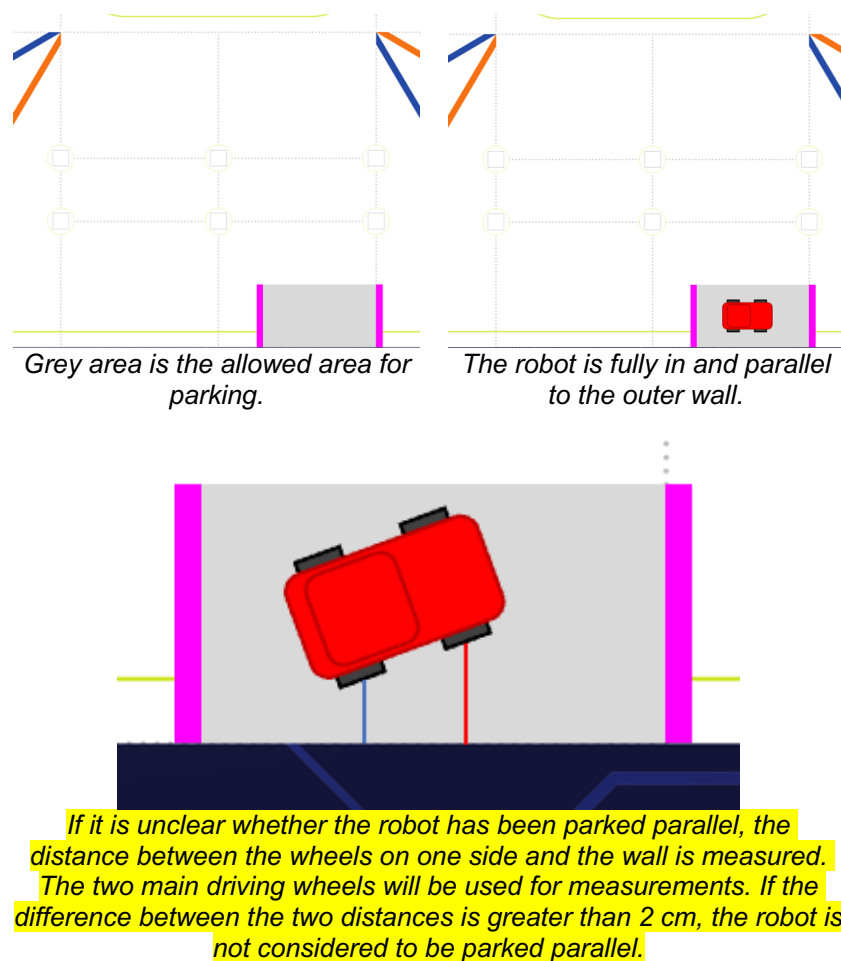 Grey area is the allowed area for
parking.
The robot is fully in and parallel
to the outer wall.
If it is unclear whether the robot has been parked parallel, the
distance between the wheels on one side and the wall is measured.
The two main driving wheels will be used for measurements. If the
difference between the two distances is greater than 2 cm, the robot is
not considered to be parked parallel.